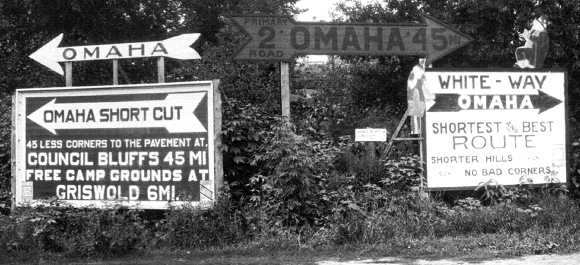 OMAHA
OMAHA SHORT CUT
45 LESS CORNERS TO THE PAVEMENT AT
COUNCIL BLUFFS 45 MI
FREE CAMP GROUNDS AT
GRISWOLD 6MI.
PRIMARY
2 OMAHA 45 MI
ROAD
WHITE-WAY
OMAHA
SHORTEST AND BEST
ROUTE
SHORTER HILLS
NO BAD CORNERS